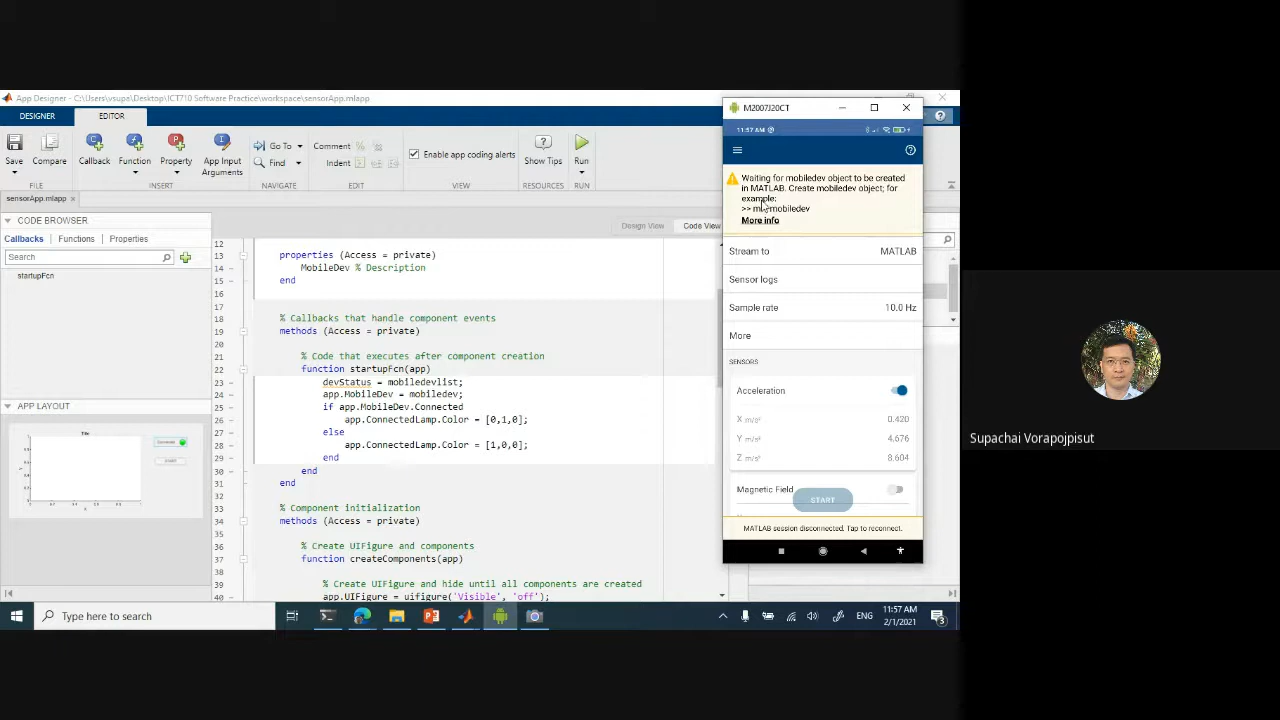 App Designer - C:\Users\vsupa\Desktop\ICT710 Software Practice\workspace\sensorApp.mlapp
DESIGNER
EDITOR
Save
Compare
Callback
Function
Property
App Input
Arguments
Go To
Find
Comment
Indent
Enable app coding alerts
Show Tips
Run
FILE
INSERT
NAVIGATE
EDIT
VIEW
RESOURCES
RUN
sensorApp.mlapp
CODE BROWSER
Callbacks
Functions
Properties
Search
startupFcn
APP LAYOUT
Design View
Code View
12
13 properties (Access = private)
14 MobileDev % Description
15 end
16
18 % Callbacks that handle component events
19 methods (Access = private)
20
21 % Code that executes after component creation
22 function startupFcn(app)
23 devStatus = mobiledevlist;
24 app.MobileDev = mobiledev;
25 if app.MobileDev.Connected
26 app.ConnectedLamp.Color = [0,1,0];
27 else
28 app.ConnectedLamp.Color = [1,0,0];
29 end
30 end
31 end
32
33 % Component initialization
34 methods (Access = private)
35
36 % Create UIFigure and components
37 function createComponents(app)
38
39 % Create UIFigure and hide until all components are created
40 app.UIFigure = uifigure('Visible', 'off');
M2007J20CT
11:57 AM
Waiting for mobiledev object to be created
in MATLAB. Create mobiledev object; for
example:
mobiledev
More info
Stream to MATLAB
Sensor logs
Sample rate 10.0 Hz
More
SENSORS
Acceleration
X m/s² 0.420
Y m/s² 4.676
Z m/s² 8.604
Magnetic Field
START
MATLAB session disconnected. Tap to reconnect.
Supachai Vorapojpisut
Type here to search
ENG
11:57 AM
2/1/2021
3